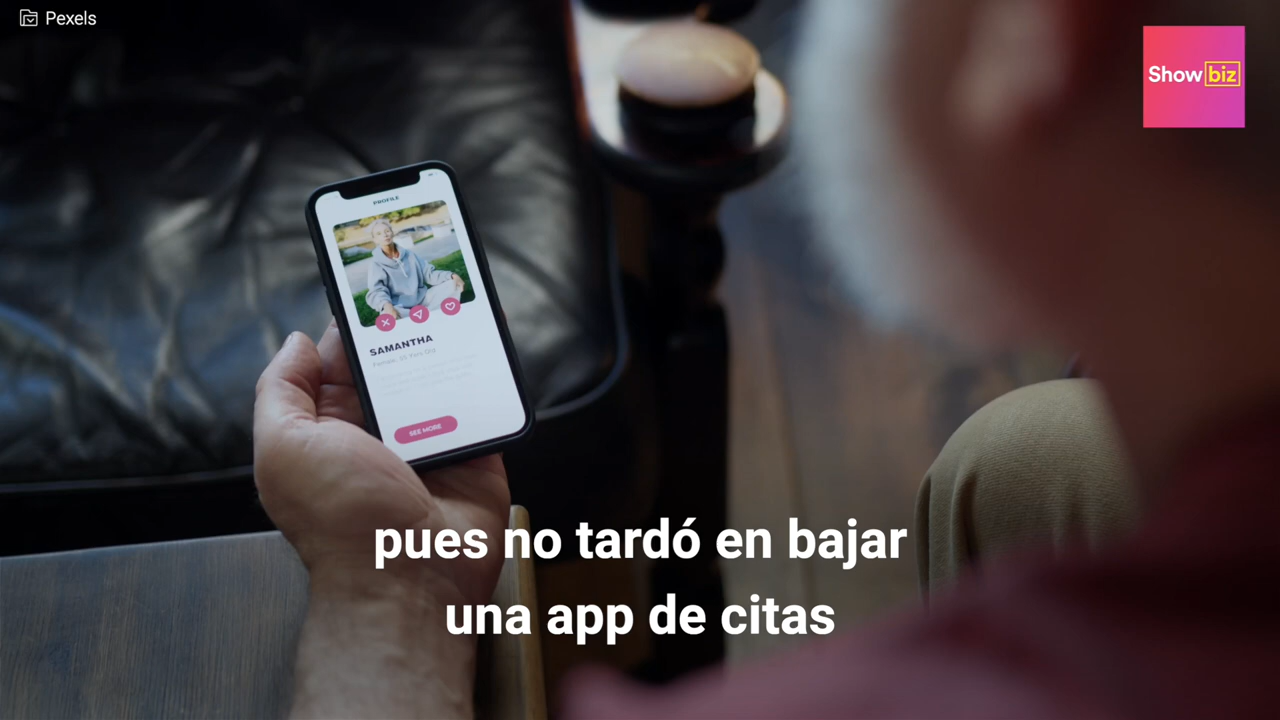 Pexels
Show biz
PROFILE
SAMANTHA
SEE MORE
pues no tardó en bajar
una app de citas